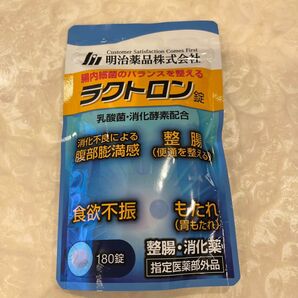 Customer Satisfaction Comes First
明治薬品株式会社
腸内細菌のバランスを整える
ラクトロン錠
乳酸菌・消化酵素配合
消化不良による
腹部膨満感
整腸
(便通を整える)
食欲不振
もたれ
(胃もたれ)
180錠
整腸・消化薬
指定医薬部外品